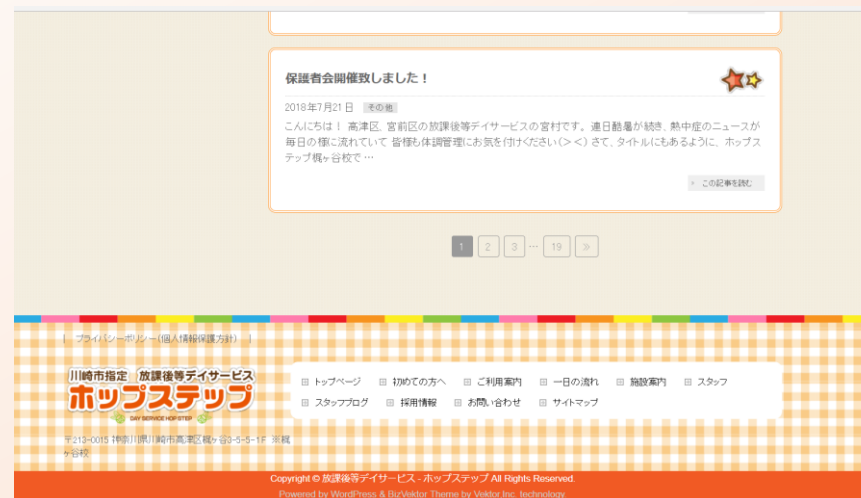 保護者会開催致しました!
2018年7月21日 その他
こんにちは! 高津区、宮前区の放課後等デイサービスの宮村です。 連日酷暑が続き、熱中症のニュースが
毎日の様に流れていて 皆様も体調管理にお気を付けください(><) さて、タイトルにもあるように、ホップス
テップ梶ヶ谷校で …
» この記事を読む
1 2 3 … 19 »
| プライバシーポリシー(個人情報保護方針) |
川崎市指定 放課後等デイサービス
ホップステップ
DAY SERVICE HOP STEP
トップページ 初めての方へ ご利用案内 一日の流れ 施設案内 スタッフ
スタッフブログ 採用情報 お問い合わせ サイトマップ
〒213-0015 神奈川県川崎市高津区梶ヶ谷3-5-5-1F ※梶
ヶ谷校
Copyright © 放課後等デイサービス - ホップステップ All Rights Reserved.
Powered by WordPress & BizVektor Theme by Vektor,Inc. technology.